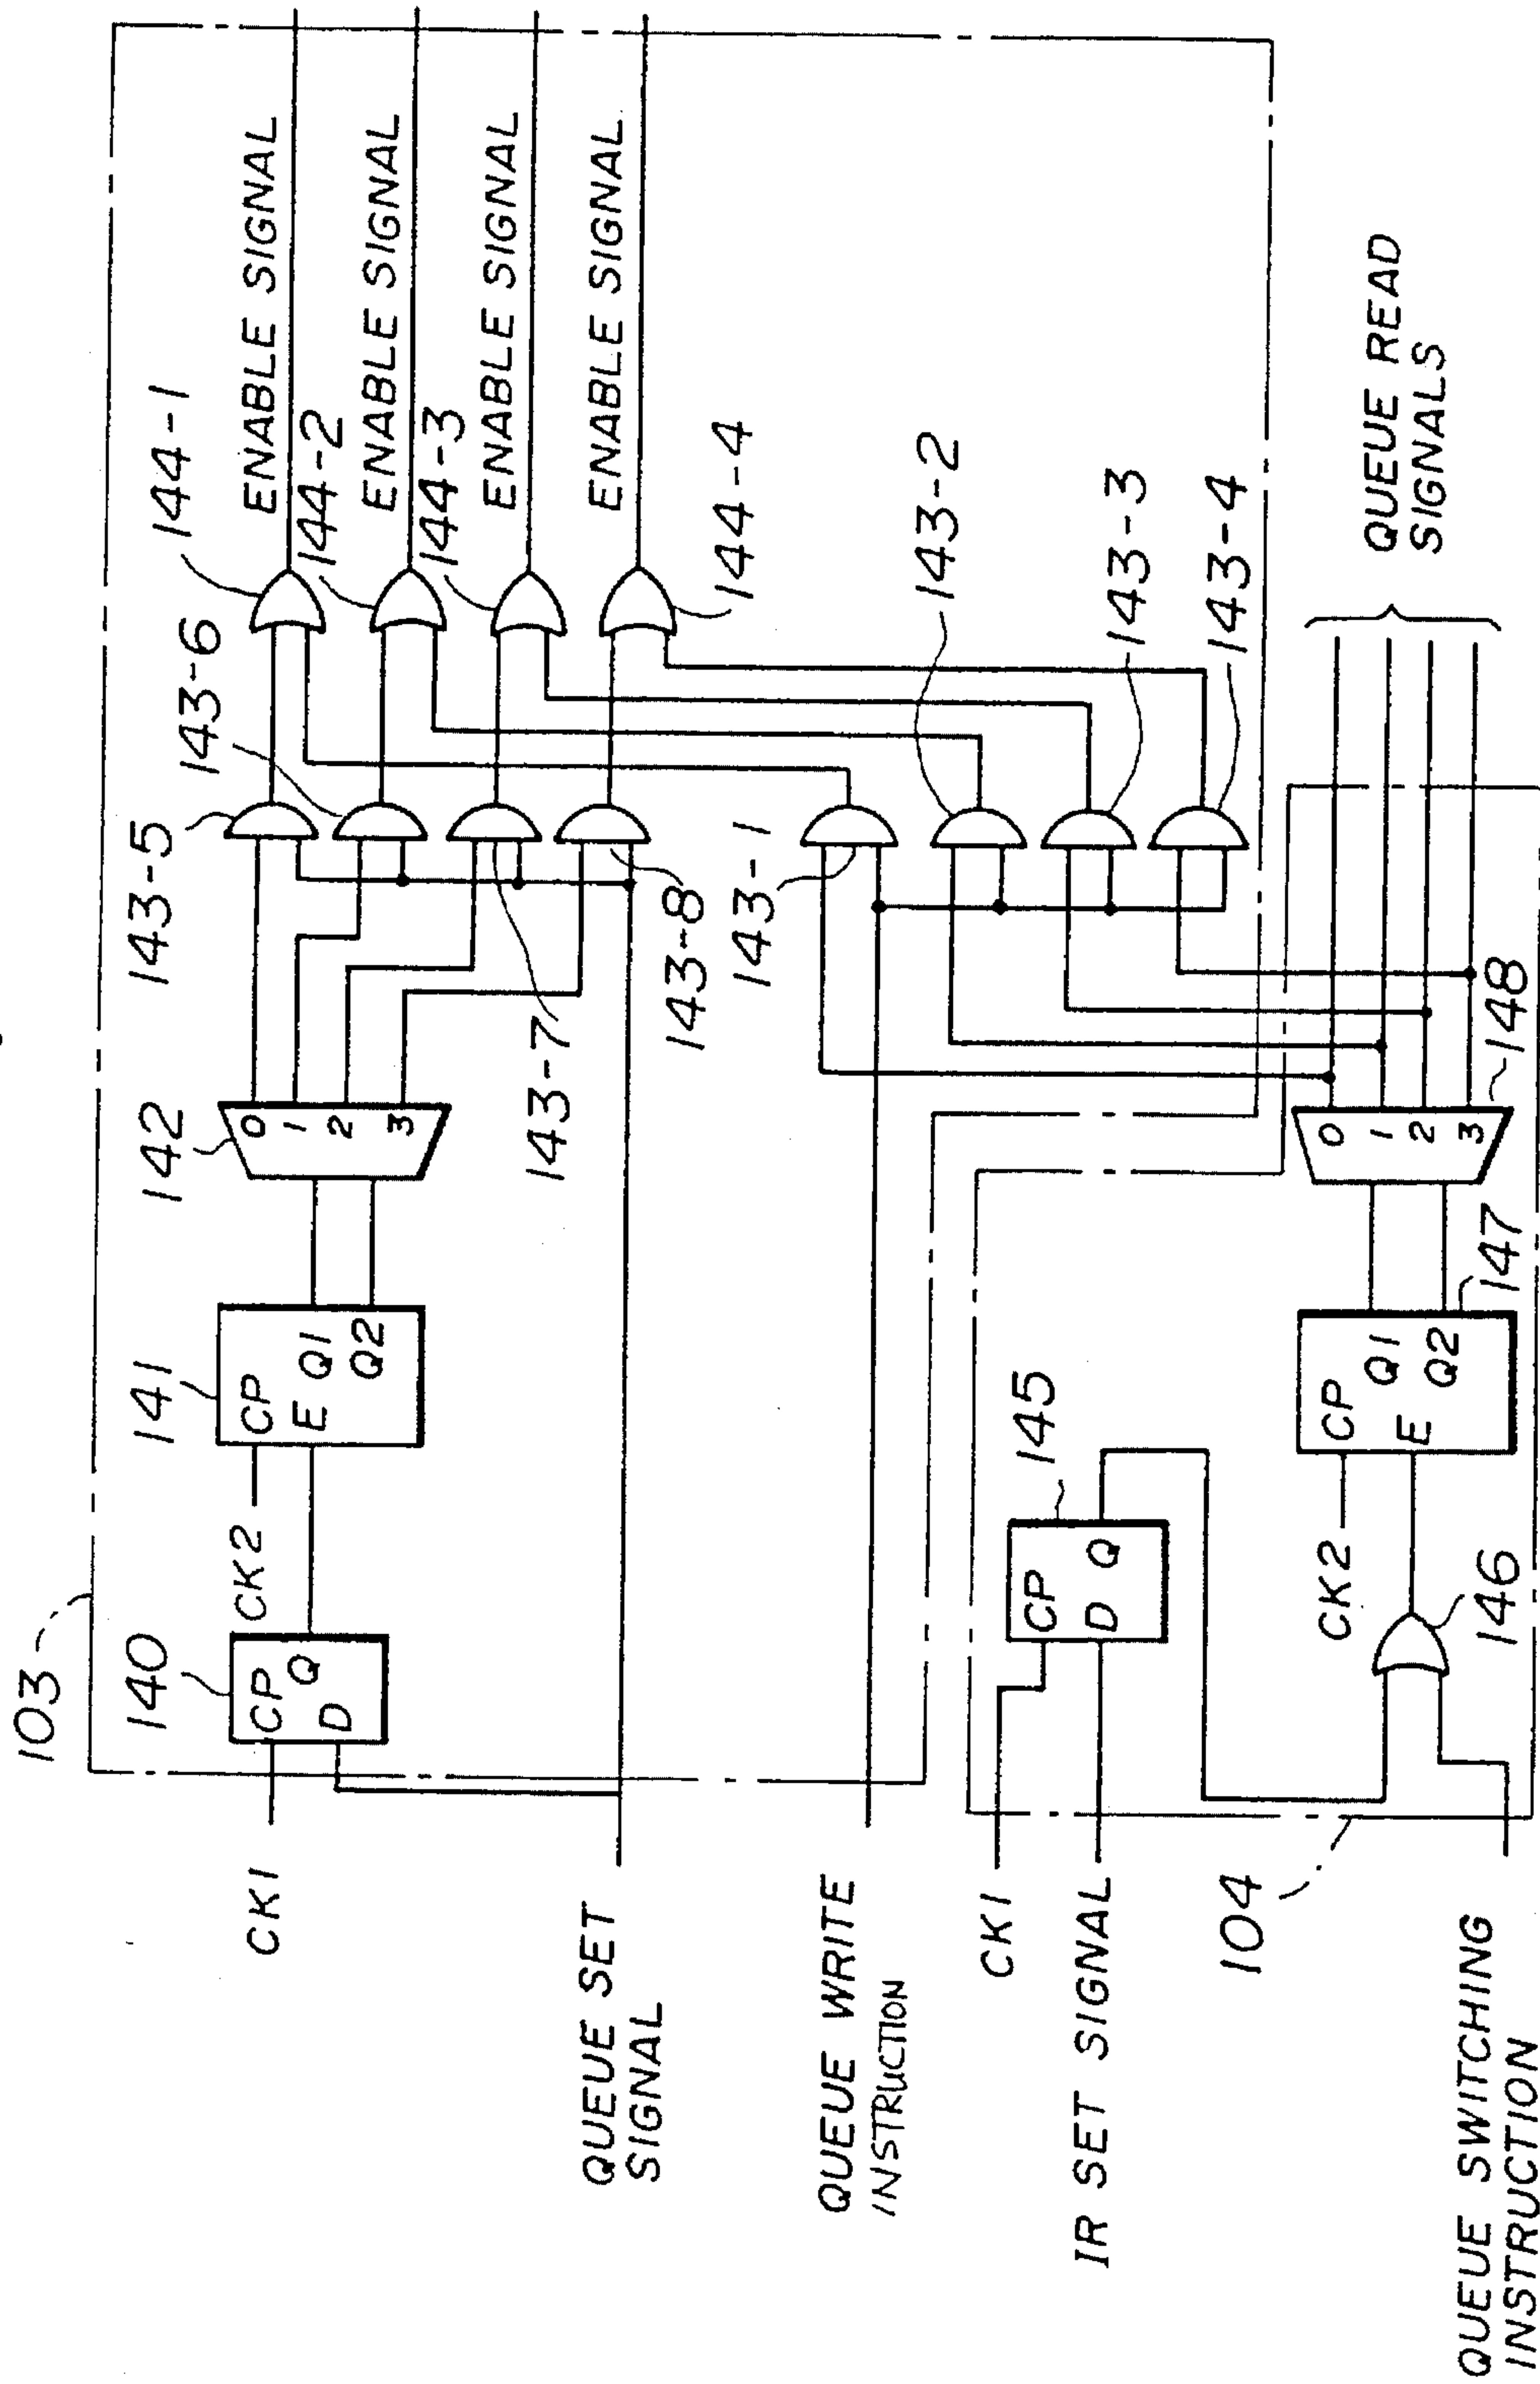 103
140
CP
Q
D
CK1
141
CP
E Q1
Q2
CK2
142
0
1
2
3
143-5
143-6
143-7
143-8
144-1
144-2
144-3
144-4
ENABLE SIGNAL
ENABLE SIGNAL
ENABLE SIGNAL
ENABLE SIGNAL
QUEUE SET
SIGNAL
QUEUE WRITE
INSTRUCTION
143-1
143-2
143-3
143-4
CK1
IR SET SIGNAL
145
CP
D Q
104
QUEUE SWITCHING
INSTRUCTION
146
CK2
147
CP
E
Q1
Q2
148
0
1
2
3
QUEUE READ
SIGNALS